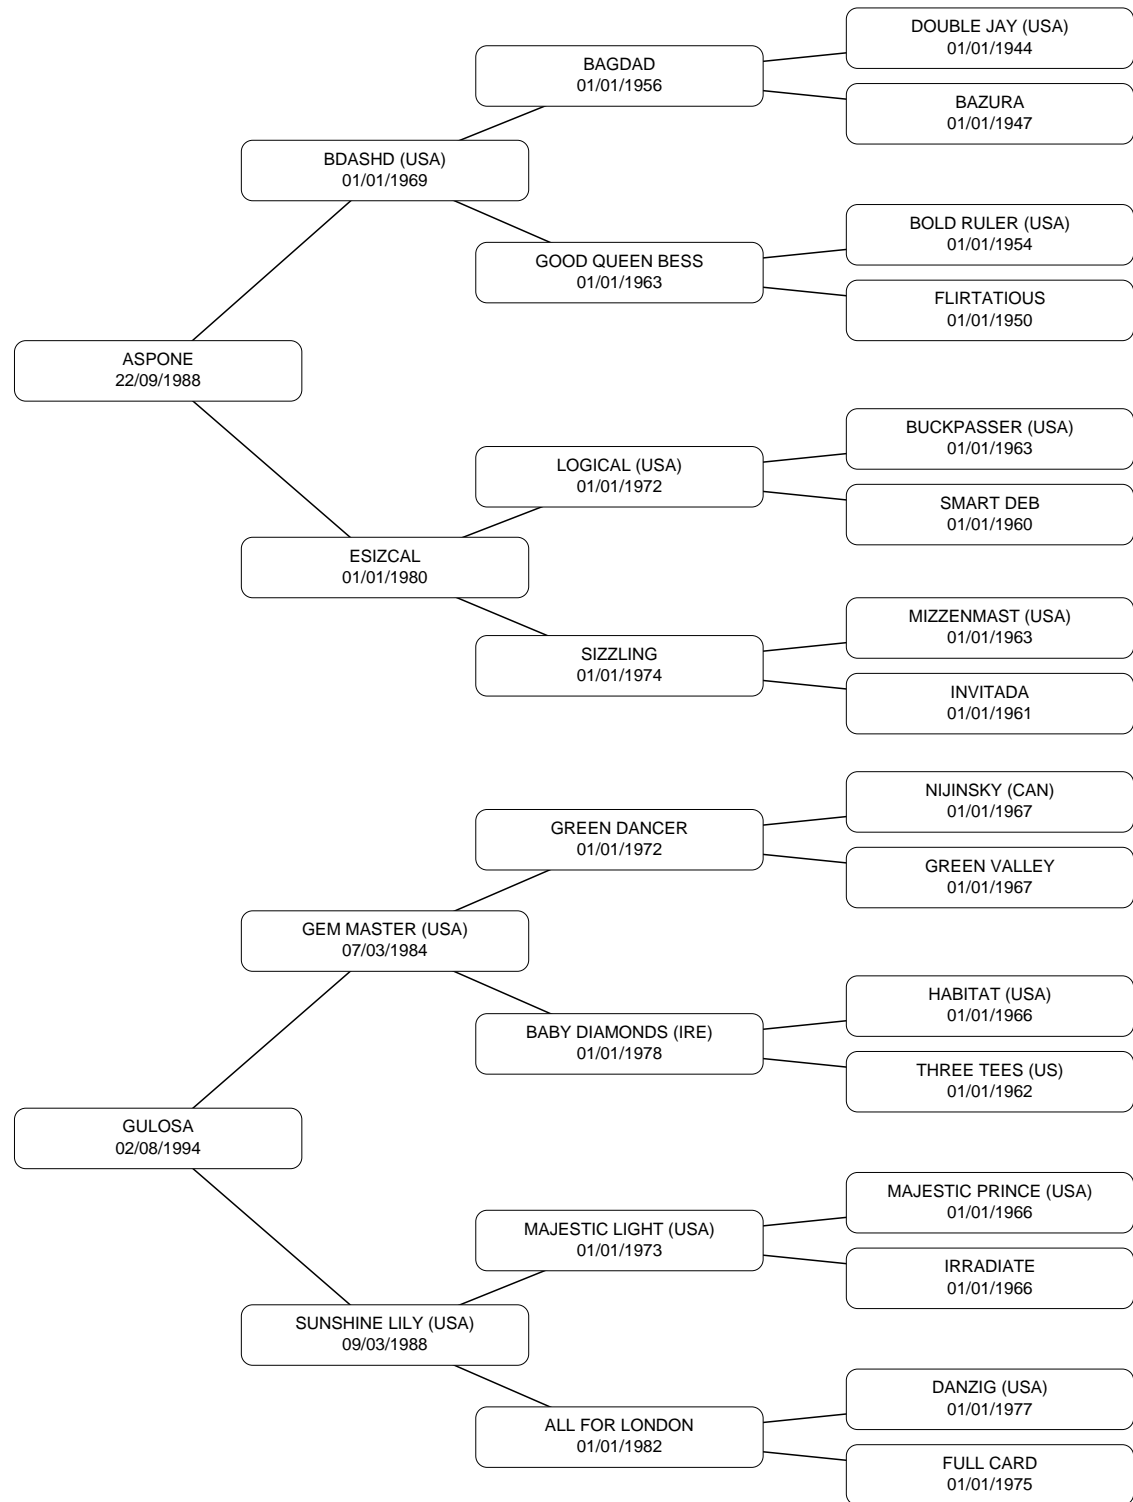 DOUBLE JAY (USA)
01/01/1944
BAGDAD
01/01/1956
BAZURA
01/01/1947
BDASHD (USA)
01/01/1969
BOLD RULER (USA)
01/01/1954
GOOD QUEEN BESS
01/01/1963
FLIRTATIOUS
01/01/1950
ASPONE
22/09/1988
BUCKPASSER (USA)
01/01/1963
LOGICAL (USA)
01/01/1972
SMART DEB
01/01/1960
ESIZCAL
01/01/1980
MIZZENMAST (USA)
01/01/1963
SIZZLING
01/01/1974
INVITADA
01/01/1961
NIJINSKY (CAN)
01/01/1967
GREEN DANCER
01/01/1972
GREEN VALLEY
01/01/1967
GEM MASTER (USA)
07/03/1984
HABITAT (USA)
01/01/1966
BABY DIAMONDS (IRE)
01/01/1978
THREE TEES (US)
01/01/1962
GULOSA
02/08/1994
MAJESTIC PRINCE (USA)
01/01/1966
MAJESTIC LIGHT (USA)
01/01/1973
IRRADIATE
01/01/1966
SUNSHINE LILY (USA)
09/03/1988
DANZIG (USA)
01/01/1977
ALL FOR LONDON
01/01/1982
FULL CARD
01/01/1975